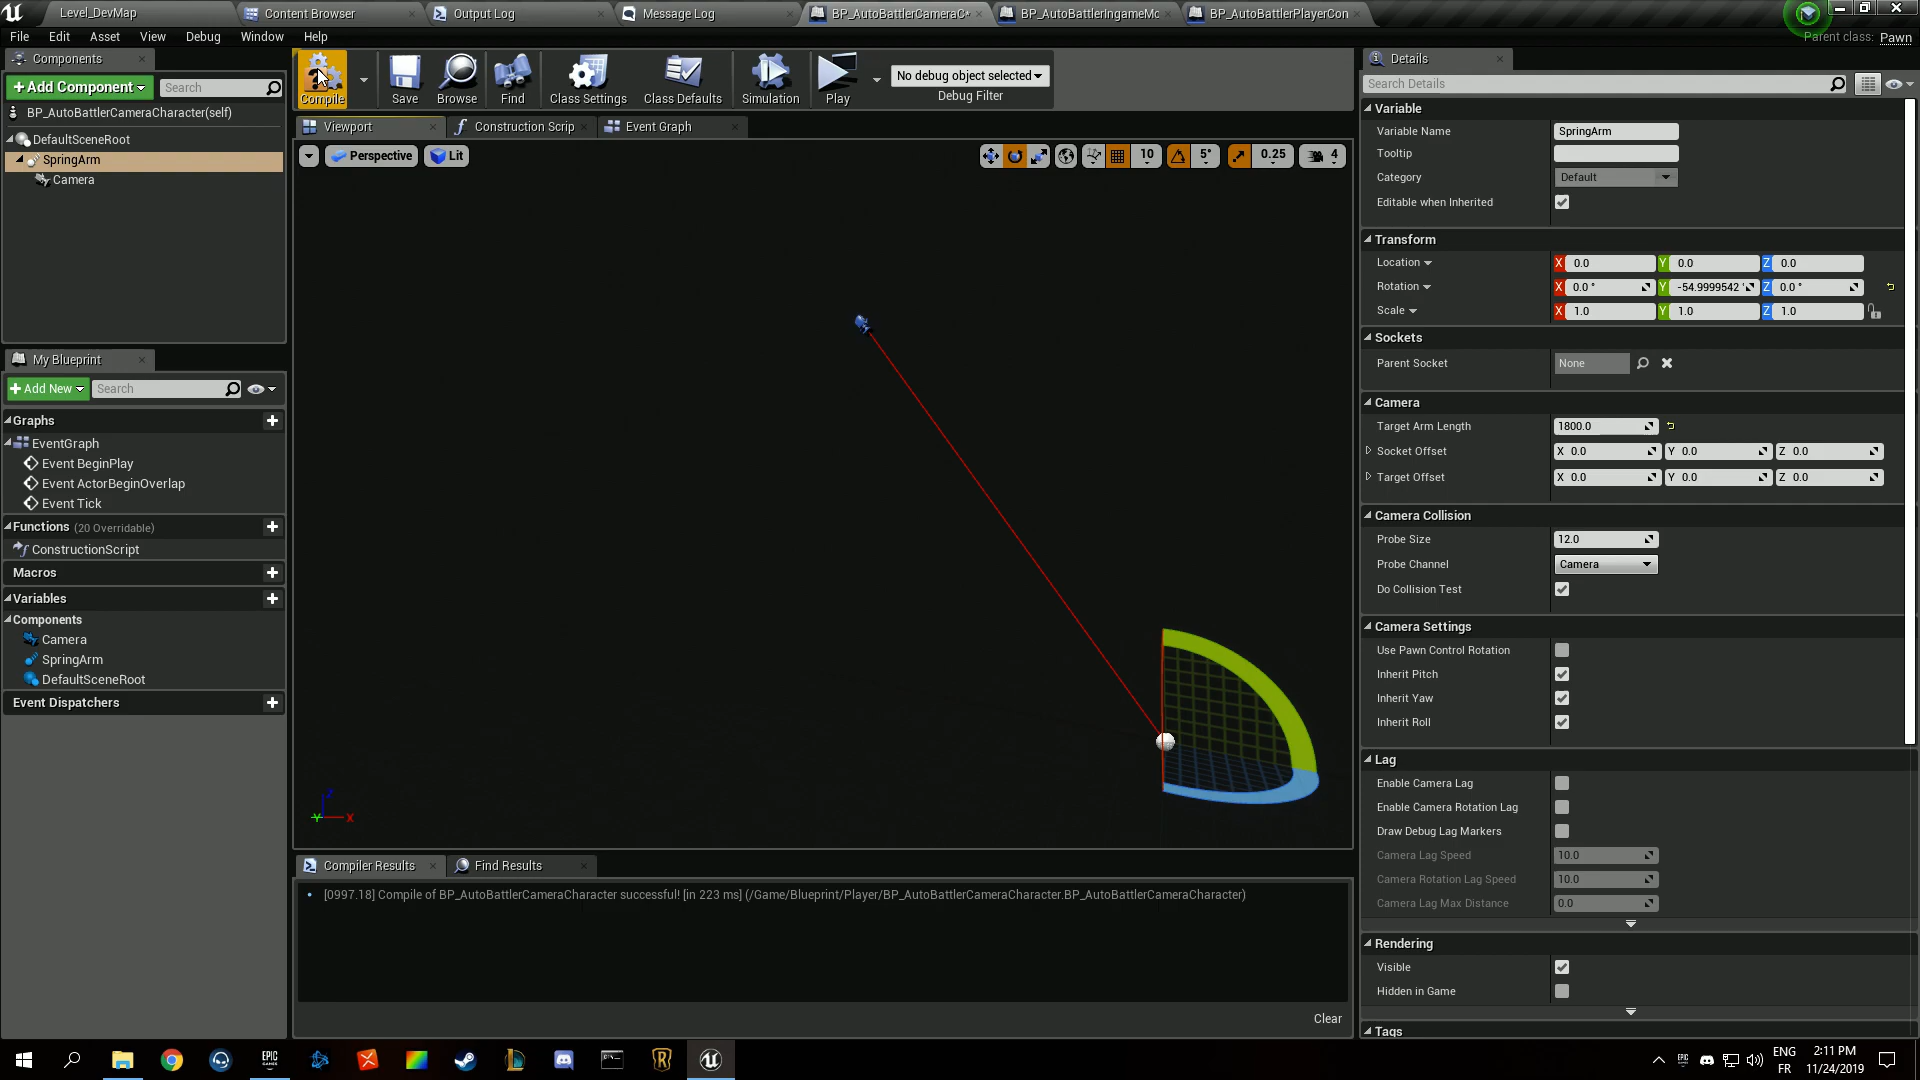 Level_DevMap
Content Browser
Output Log
Message Log
BP_AutoBattlerCameraC*
BP_AutoBattlerIngameMo
BP_AutoBattlerPlayerCon
File Edit Asset View Debug Window Help
Parent class: Pawn
Components
+Add Component
Search
BP_AutoBattlerCameraCharacter(self)
DefaultSceneRoot
SpringArm
Camera
Compile
Save
Browse
Find
Class Settings
Class Defaults
Simulation
Play
No debug object selected
Debug Filter
Viewport
Construction Scrip
Event Graph
Perspective
Lit
10
5°
0.25
4
X
Y
Z
My Blueprint
+Add New
Search
Graphs
EventGraph
Event BeginPlay
Event ActorBeginOverlap
Event Tick
Functions (20 Overridable)
ConstructionScript
Macros
Variables
Components
Camera
SpringArm
DefaultSceneRoot
Event Dispatchers
Compiler Results
Find Results
[0997.18] Compile of BP_AutoBattlerCameraCharacter successful! [in 223 ms] (/Game/Blueprint/Player/BP_AutoBattlerCameraCharacter.BP_AutoBattlerCameraCharacter)
Clear
Details
Search Details
Variable
Variable Name SpringArm
Tooltip
Category Default
Editable when Inherited
Transform
Location X 0.0 Y 0.0 Z 0.0
Rotation X 0.0 ° Y -54.9999542 ° Z 0.0 °
Scale X 1.0 Y 1.0 Z 1.0
Sockets
Parent Socket None
Camera
Target Arm Length 1800.0
Socket Offset X 0.0 Y 0.0 Z 0.0
Target Offset X 0.0 Y 0.0 Z 0.0
Camera Collision
Probe Size 12.0
Probe Channel Camera
Do Collision Test
Camera Settings
Use Pawn Control Rotation
Inherit Pitch
Inherit Yaw
Inherit Roll
Lag
Enable Camera Lag
Enable Camera Rotation Lag
Draw Debug Lag Markers
Camera Lag Speed 10.0
Camera Rotation Lag Speed 10.0
Camera Lag Max Distance 0.0
Rendering
Visible
Hidden in Game
Tags
EPIC GAMES
ENG
FR
2:11 PM
11/24/2019